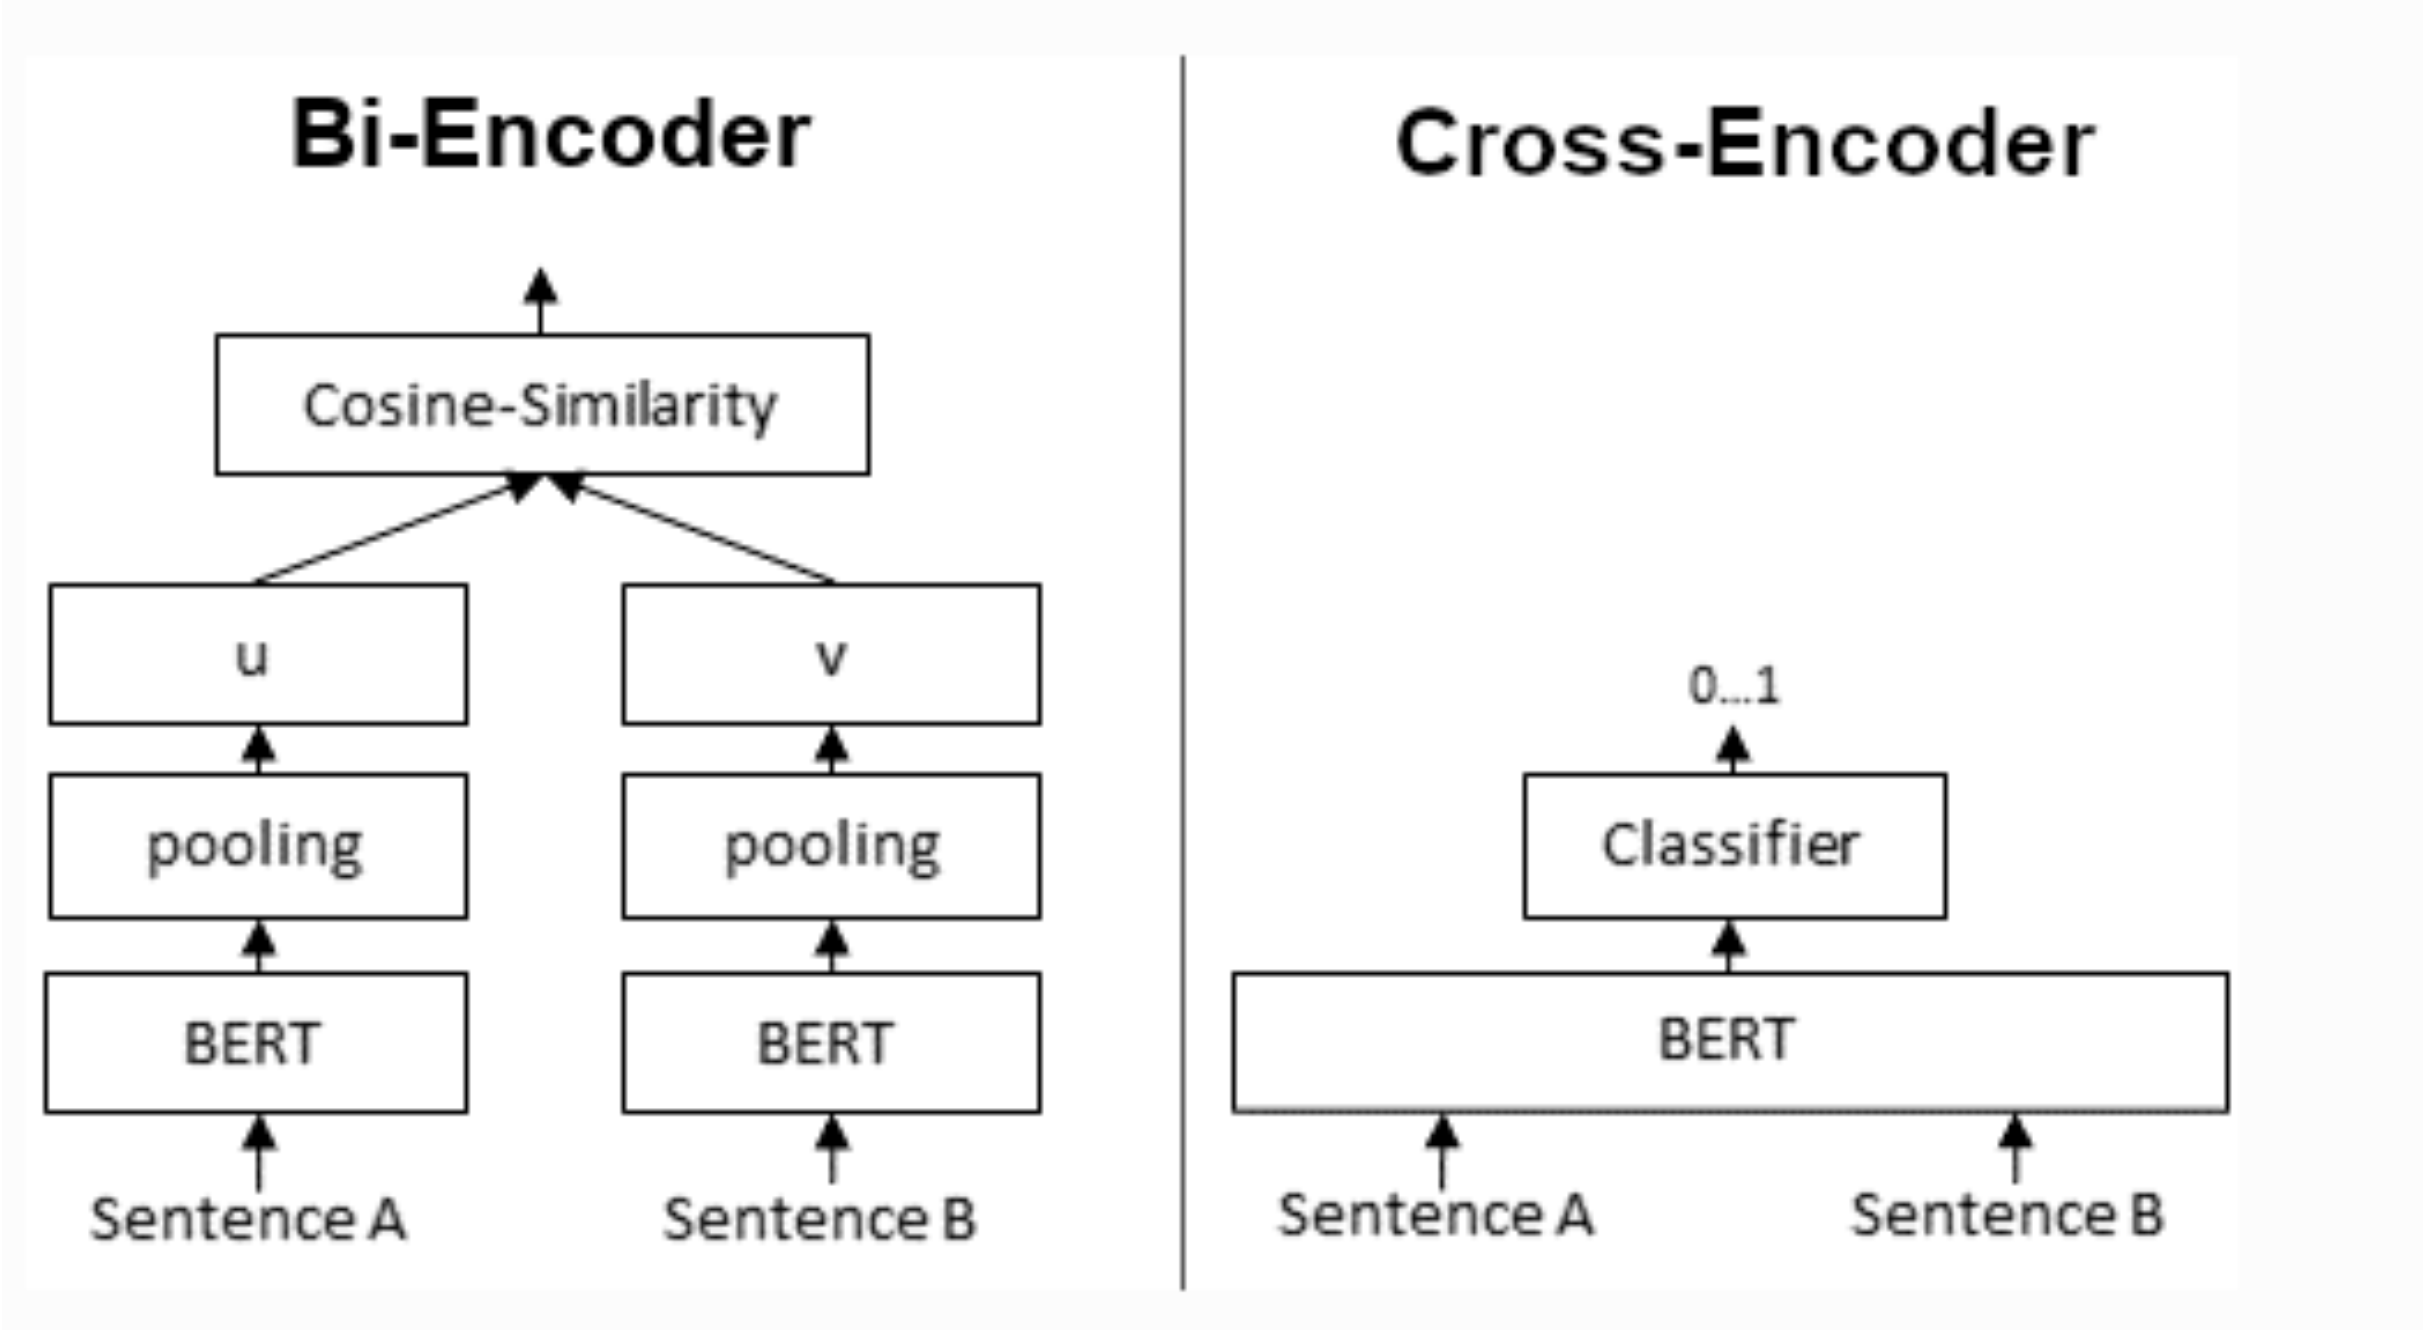 Bi-Encoder
Cosine-Similarity
u
v
pooling
pooling
BERT
BERT
Sentence A
Sentence B
Cross-Encoder
0...1
Classifier
BERT
Sentence A
Sentence B